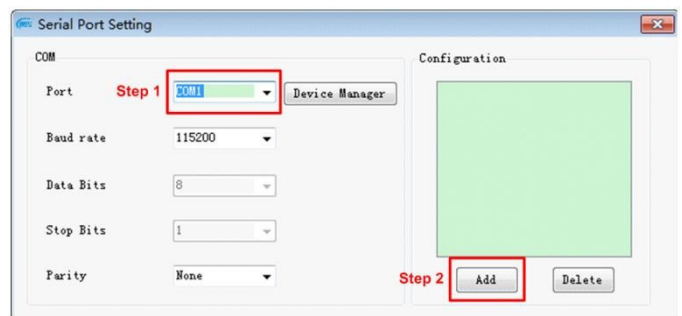 Serial Port Setting
COM
Configuration
Port Step 1 COM1 Device Manager
Baud rate 115200
Data Bits 8
Stop Bits 1
Parity None
Step 2 Add Delete